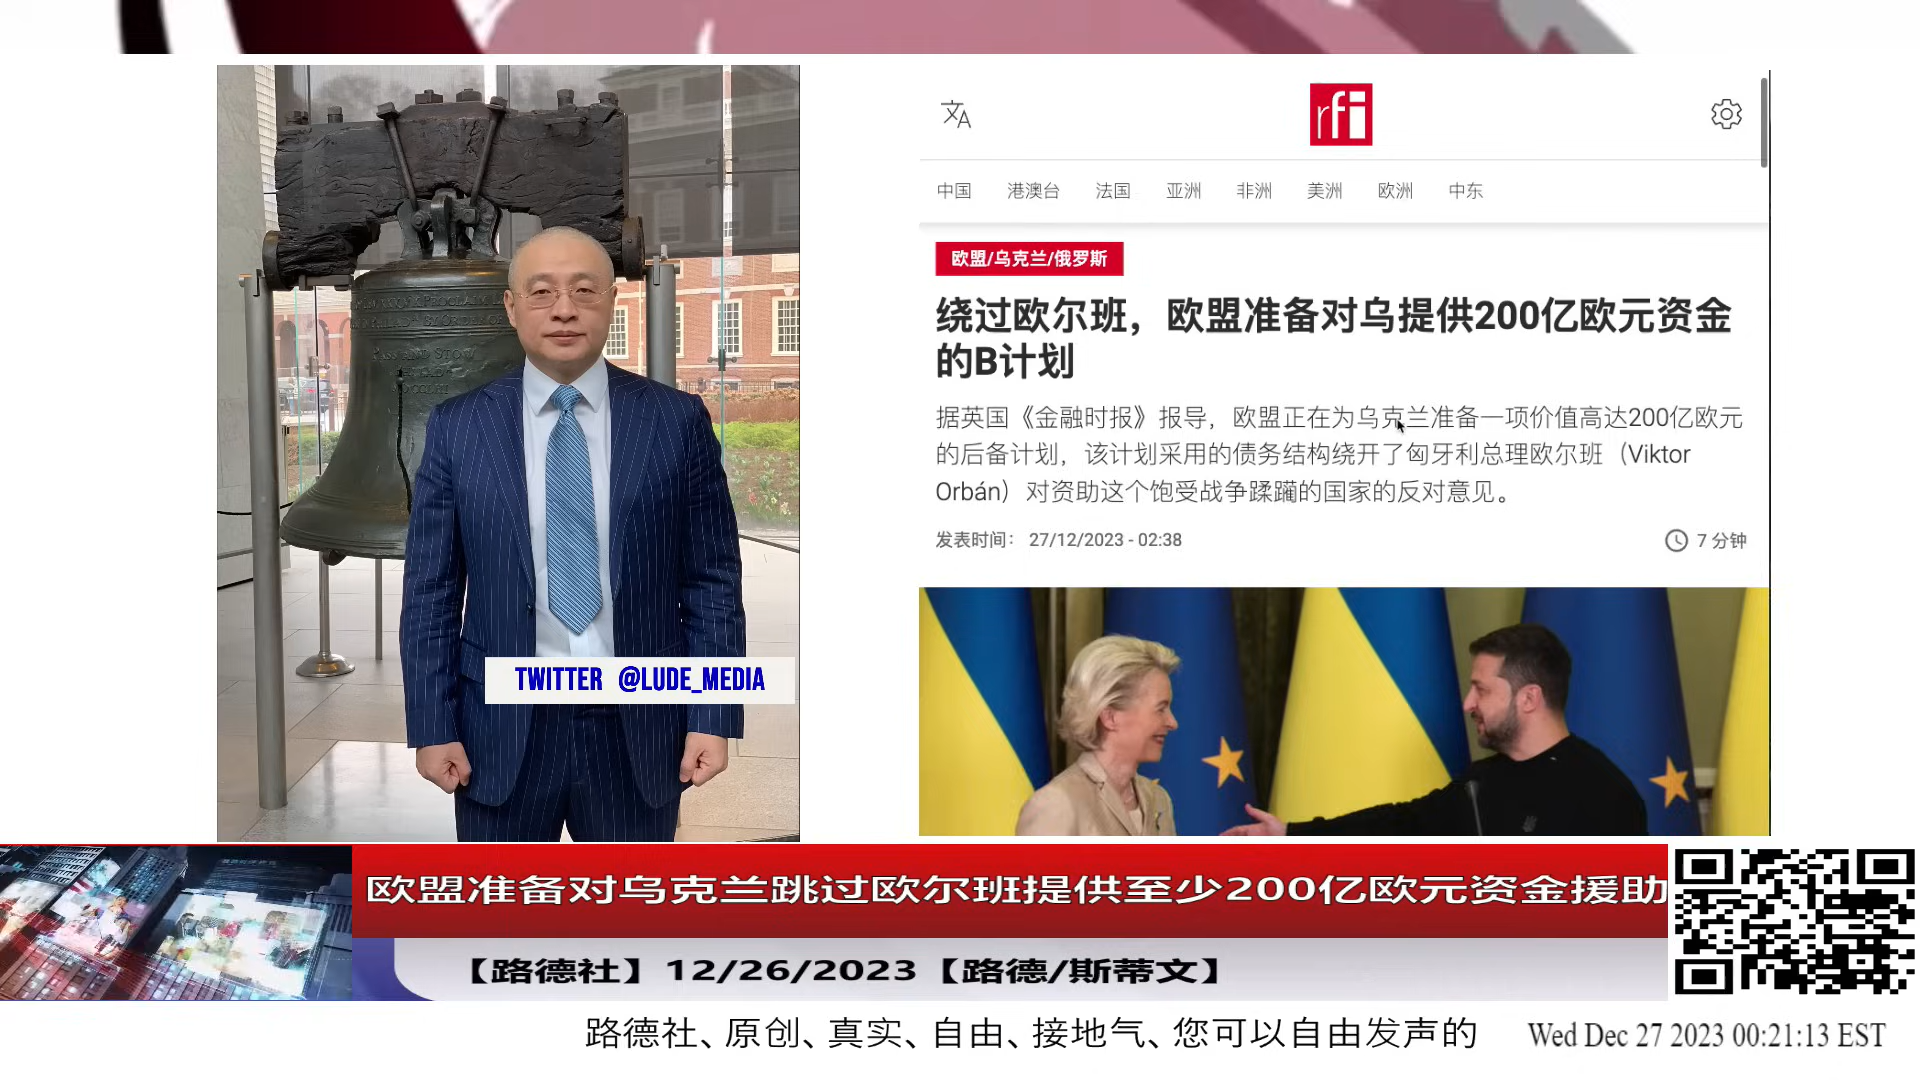 TWITTER @LUDE_MEDIA
文A
rfi
中国 港澳台 法国 亚洲 非洲 美洲 欧洲 中东
欧盟/乌克兰/俄罗斯
绕过欧尔班，欧盟准备对乌提供200亿欧元资金
的B计划
据英国《金融时报》报导，欧盟正在为乌克兰准备一项价值高达200亿欧元
的后备计划，该计划采用的债务结构绕开了匈牙利总理欧尔班（Viktor
Orbán）对资助这个饱受战争蹂躏的国家的反对意见。
发表时间： 27/12/2023 - 02:38
7 分钟
欧盟准备对乌克兰跳过欧尔班提供至少200亿欧元资金援助
【路德社】12/26/2023【路德/斯蒂文】
路德社、原创、真实、自由、接地气、您可以自由发声的
Wed Dec 27 2023 00:21:13 EST